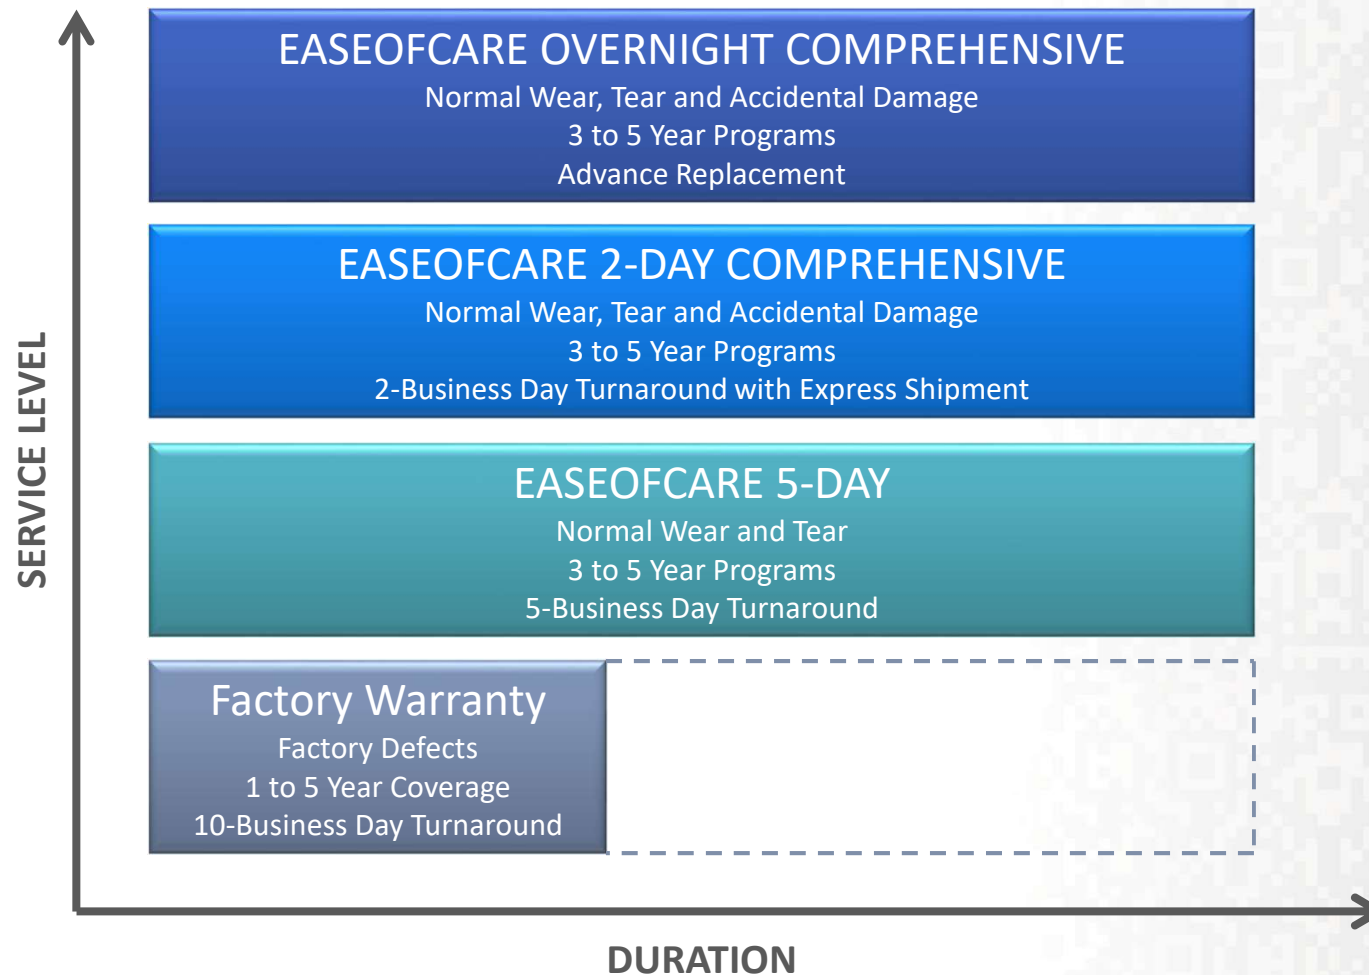 EASEOFCARE OVERNIGHT COMPREHENSIVE
Normal Wear, Tear and Accidental Damage
3 to 5 Year Programs
Advance Replacement
EASEOFCARE 2-DAY COMPREHENSIVE
Normal Wear, Tear and Accidental Damage
3 to 5 Year Programs
2-Business Day Turnaround with Express Shipment
EASEOFCARE 5-DAY
Normal Wear and Tear
3 to 5 Year Programs
5-Business Day Turnaround
Factory Warranty
Factory Defects
1 to 5 Year Coverage
10-Business Day Turnaround
SERVICE LEVEL
DURATION